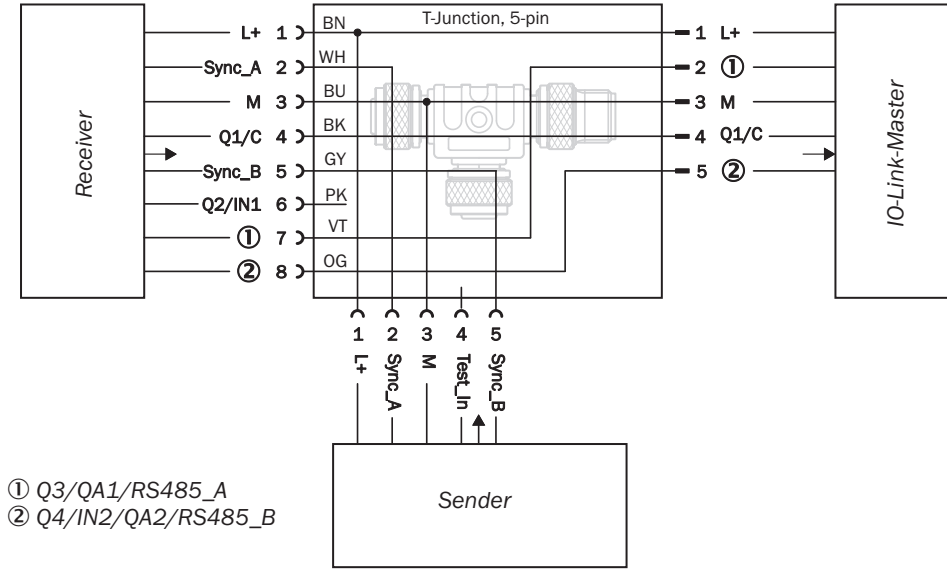 T-Junction, 5-pin
Receiver
L+ 1 BN
Sync_A 2 WH
M 3 BU
Q1/C 4 BK
Sync_B 5 GY
Q2/IN1 6 PK
① 7 VT
② 8 OG
1 L+
2 ①
3 M
4 Q1/C
5 ②
IO-Link-Master
1 2 3 4 5
L+ Sync_A M Test_In Sync_B
Sender
① Q3/QA1/RS485_A
② Q4/IN2/QA2/RS485_B